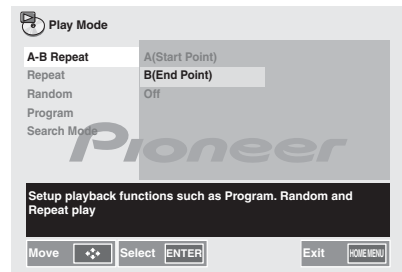 Play Mode
A-B Repeat
A(Start Point)
Repeat
B(End Point)
Random
Off
Program
Search Mode
Pioneer
Setup playback functions such as Program. Random and
Repeat play
Move Select ENTER Exit HOME MENU